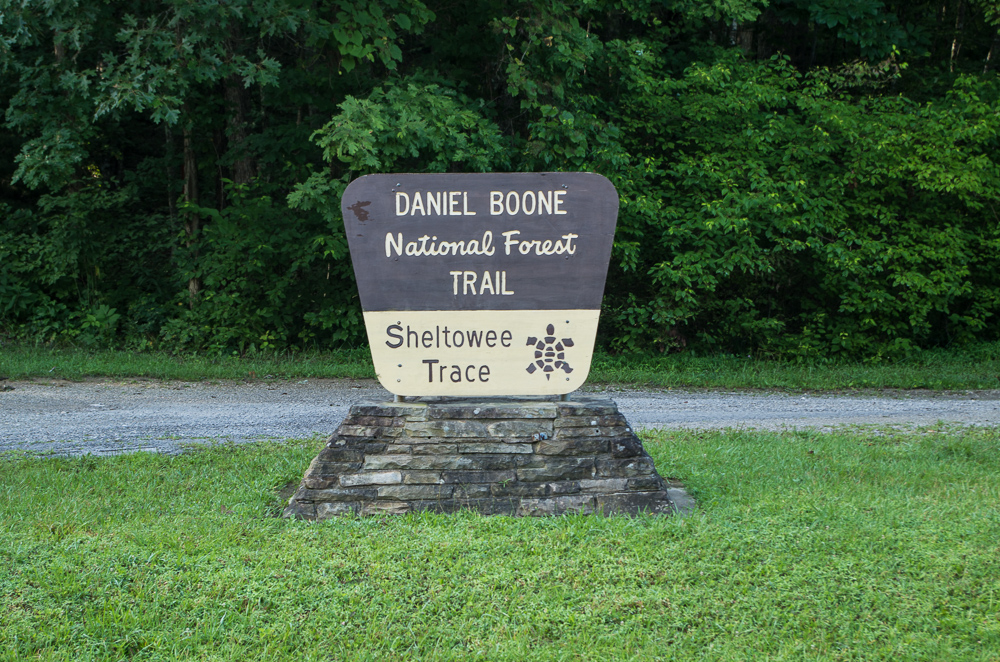 DANIEL BOONE
National Forest
TRAIL
Sheltowee
Trace